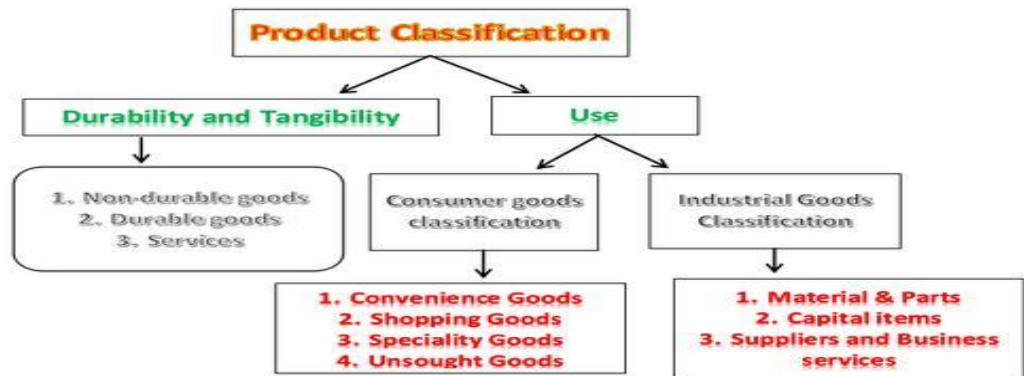 Product Classification
Durability and Tangibility
Use
1. Non-durable goods
2. Durable goods
3. Services
Consumer goods
classification
Industrial Goods
Classification
1. Convenience Goods
2. Shopping Goods
3. Speciality Goods
4. Unsought Goods
1. Material & Parts
2. Capital items
3. Suppliers and Business
services